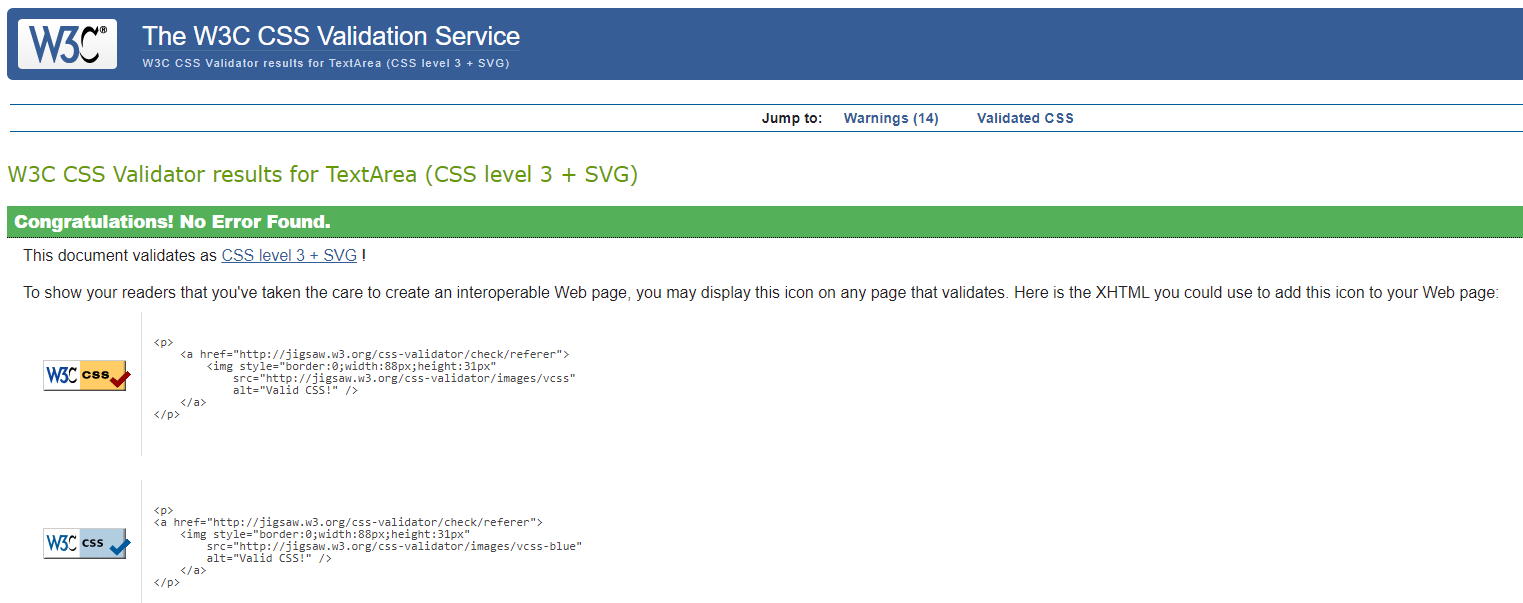 W3C®
The W3C CSS Validation Service
W3C CSS Validator results for TextArea (CSS level 3 + SVG)
Jump to: Warnings (14) Validated CSS
W3C CSS Validator results for TextArea (CSS level 3 + SVG)
Congratulations! No Error Found.
This document validates as CSS level 3 + SVG !
To show your readers that you've taken the care to create an interoperable Web page, you may display this icon on any page that validates. Here is the XHTML you could use to add this icon to your Web page:
W3C css
<p>
<a href="http://jigsaw.w3.org/css-validator/check/referer">
<img style="border:0;width:88px;height:31px"
src="http://jigsaw.w3.org/css-validator/images/vcss"
alt="Valid CSS!" />
</a>
</p>
W3C css
<p>
<a href="http://jigsaw.w3.org/css-validator/check/referer">
<img style="border:0;width:88px;height:31px"
src="http://jigsaw.w3.org/css-validator/images/vcss-blue"
alt="Valid CSS!" />
</a>
</p>